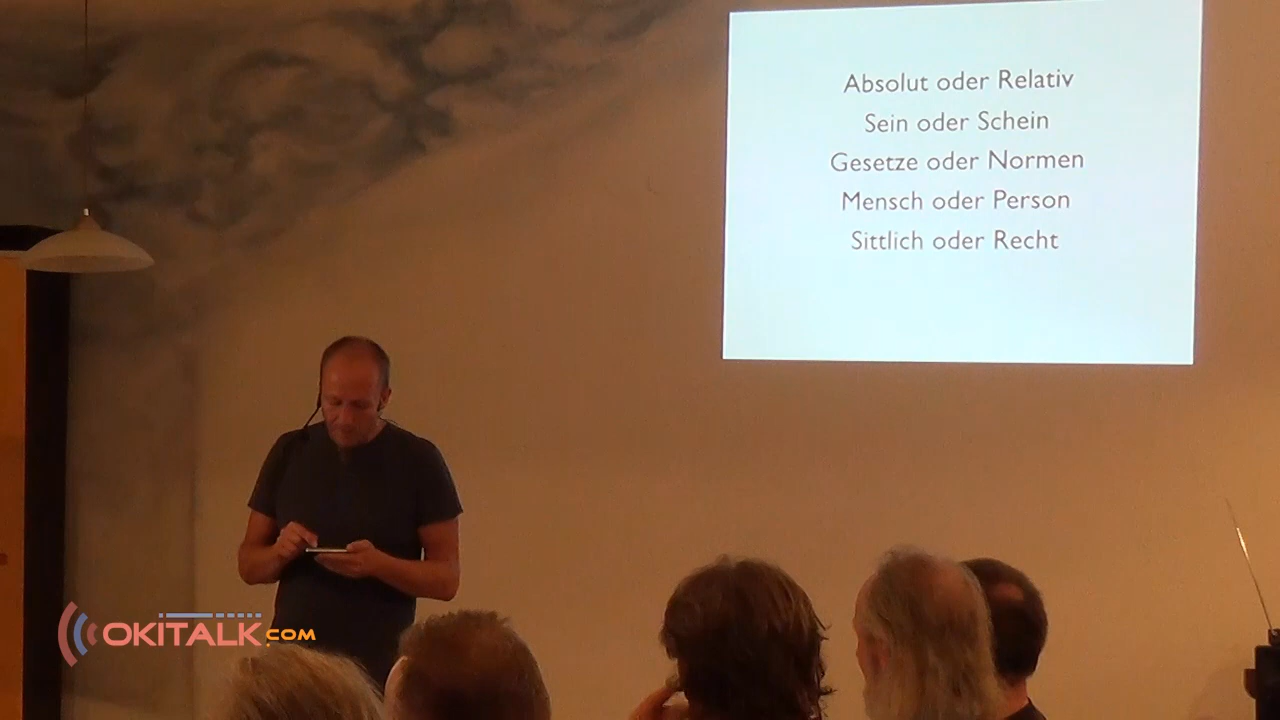 Absolut oder Relativ
Sein oder Schein
Gesetze oder Normen
Mensch oder Person
Sittlich oder Recht
OKITALK.COM